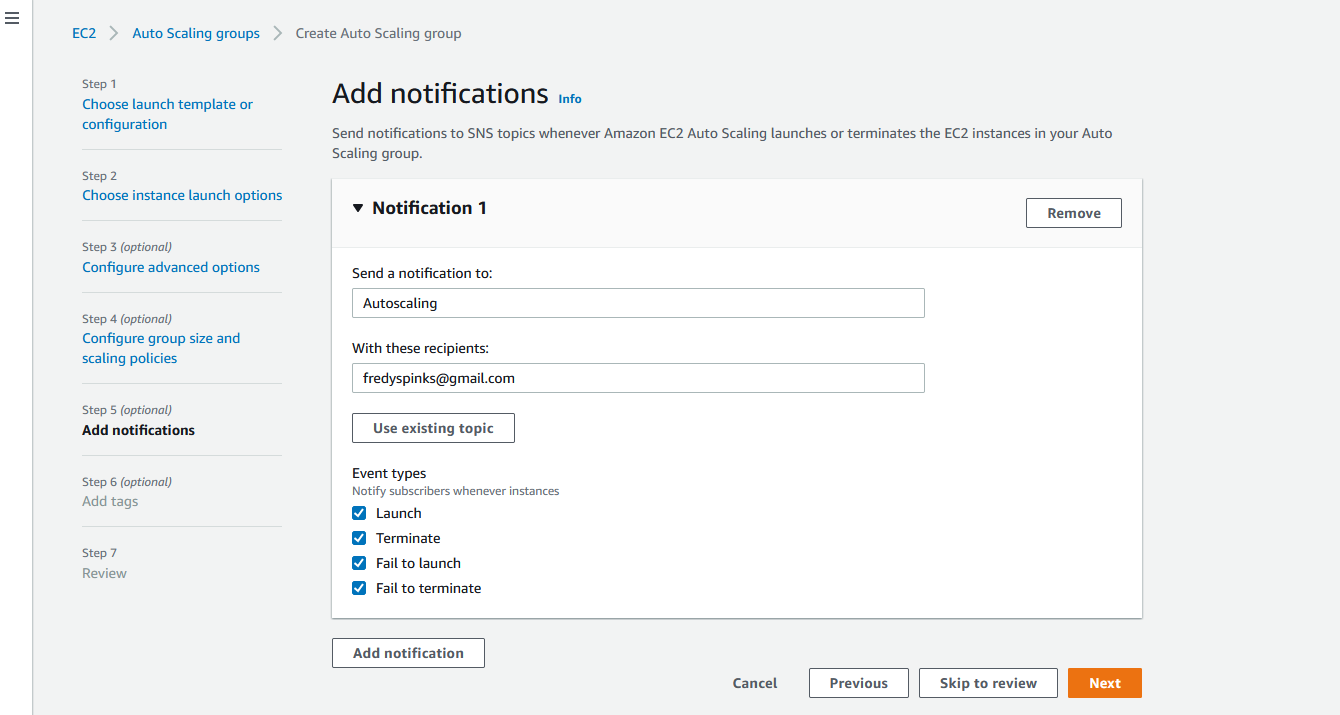 EC2 Auto Scaling groups Create Auto Scaling group
Step 1
Choose launch template or
configuration
Step 2
Choose instance launch options
Step 3 (optional)
Configure advanced options
Step 4 (optional)
Configure group size and
scaling policies
Step 5 (optional)
Add notifications
Step 6 (optional)
Add tags
Step 7
Review
Add notifications Info
Send notifications to SNS topics whenever Amazon EC2 Auto Scaling launches or terminates the EC2 instances in your Auto
Scaling group.
Notification 1
Remove
Send a notification to:
Autoscaling
With these recipients:
fredyspinks@gmail.com
Use existing topic
Event types
Notify subscribers whenever instances
Launch
Terminate
Fail to launch
Fail to terminate
Add notification
Cancel Previous Skip to review Next